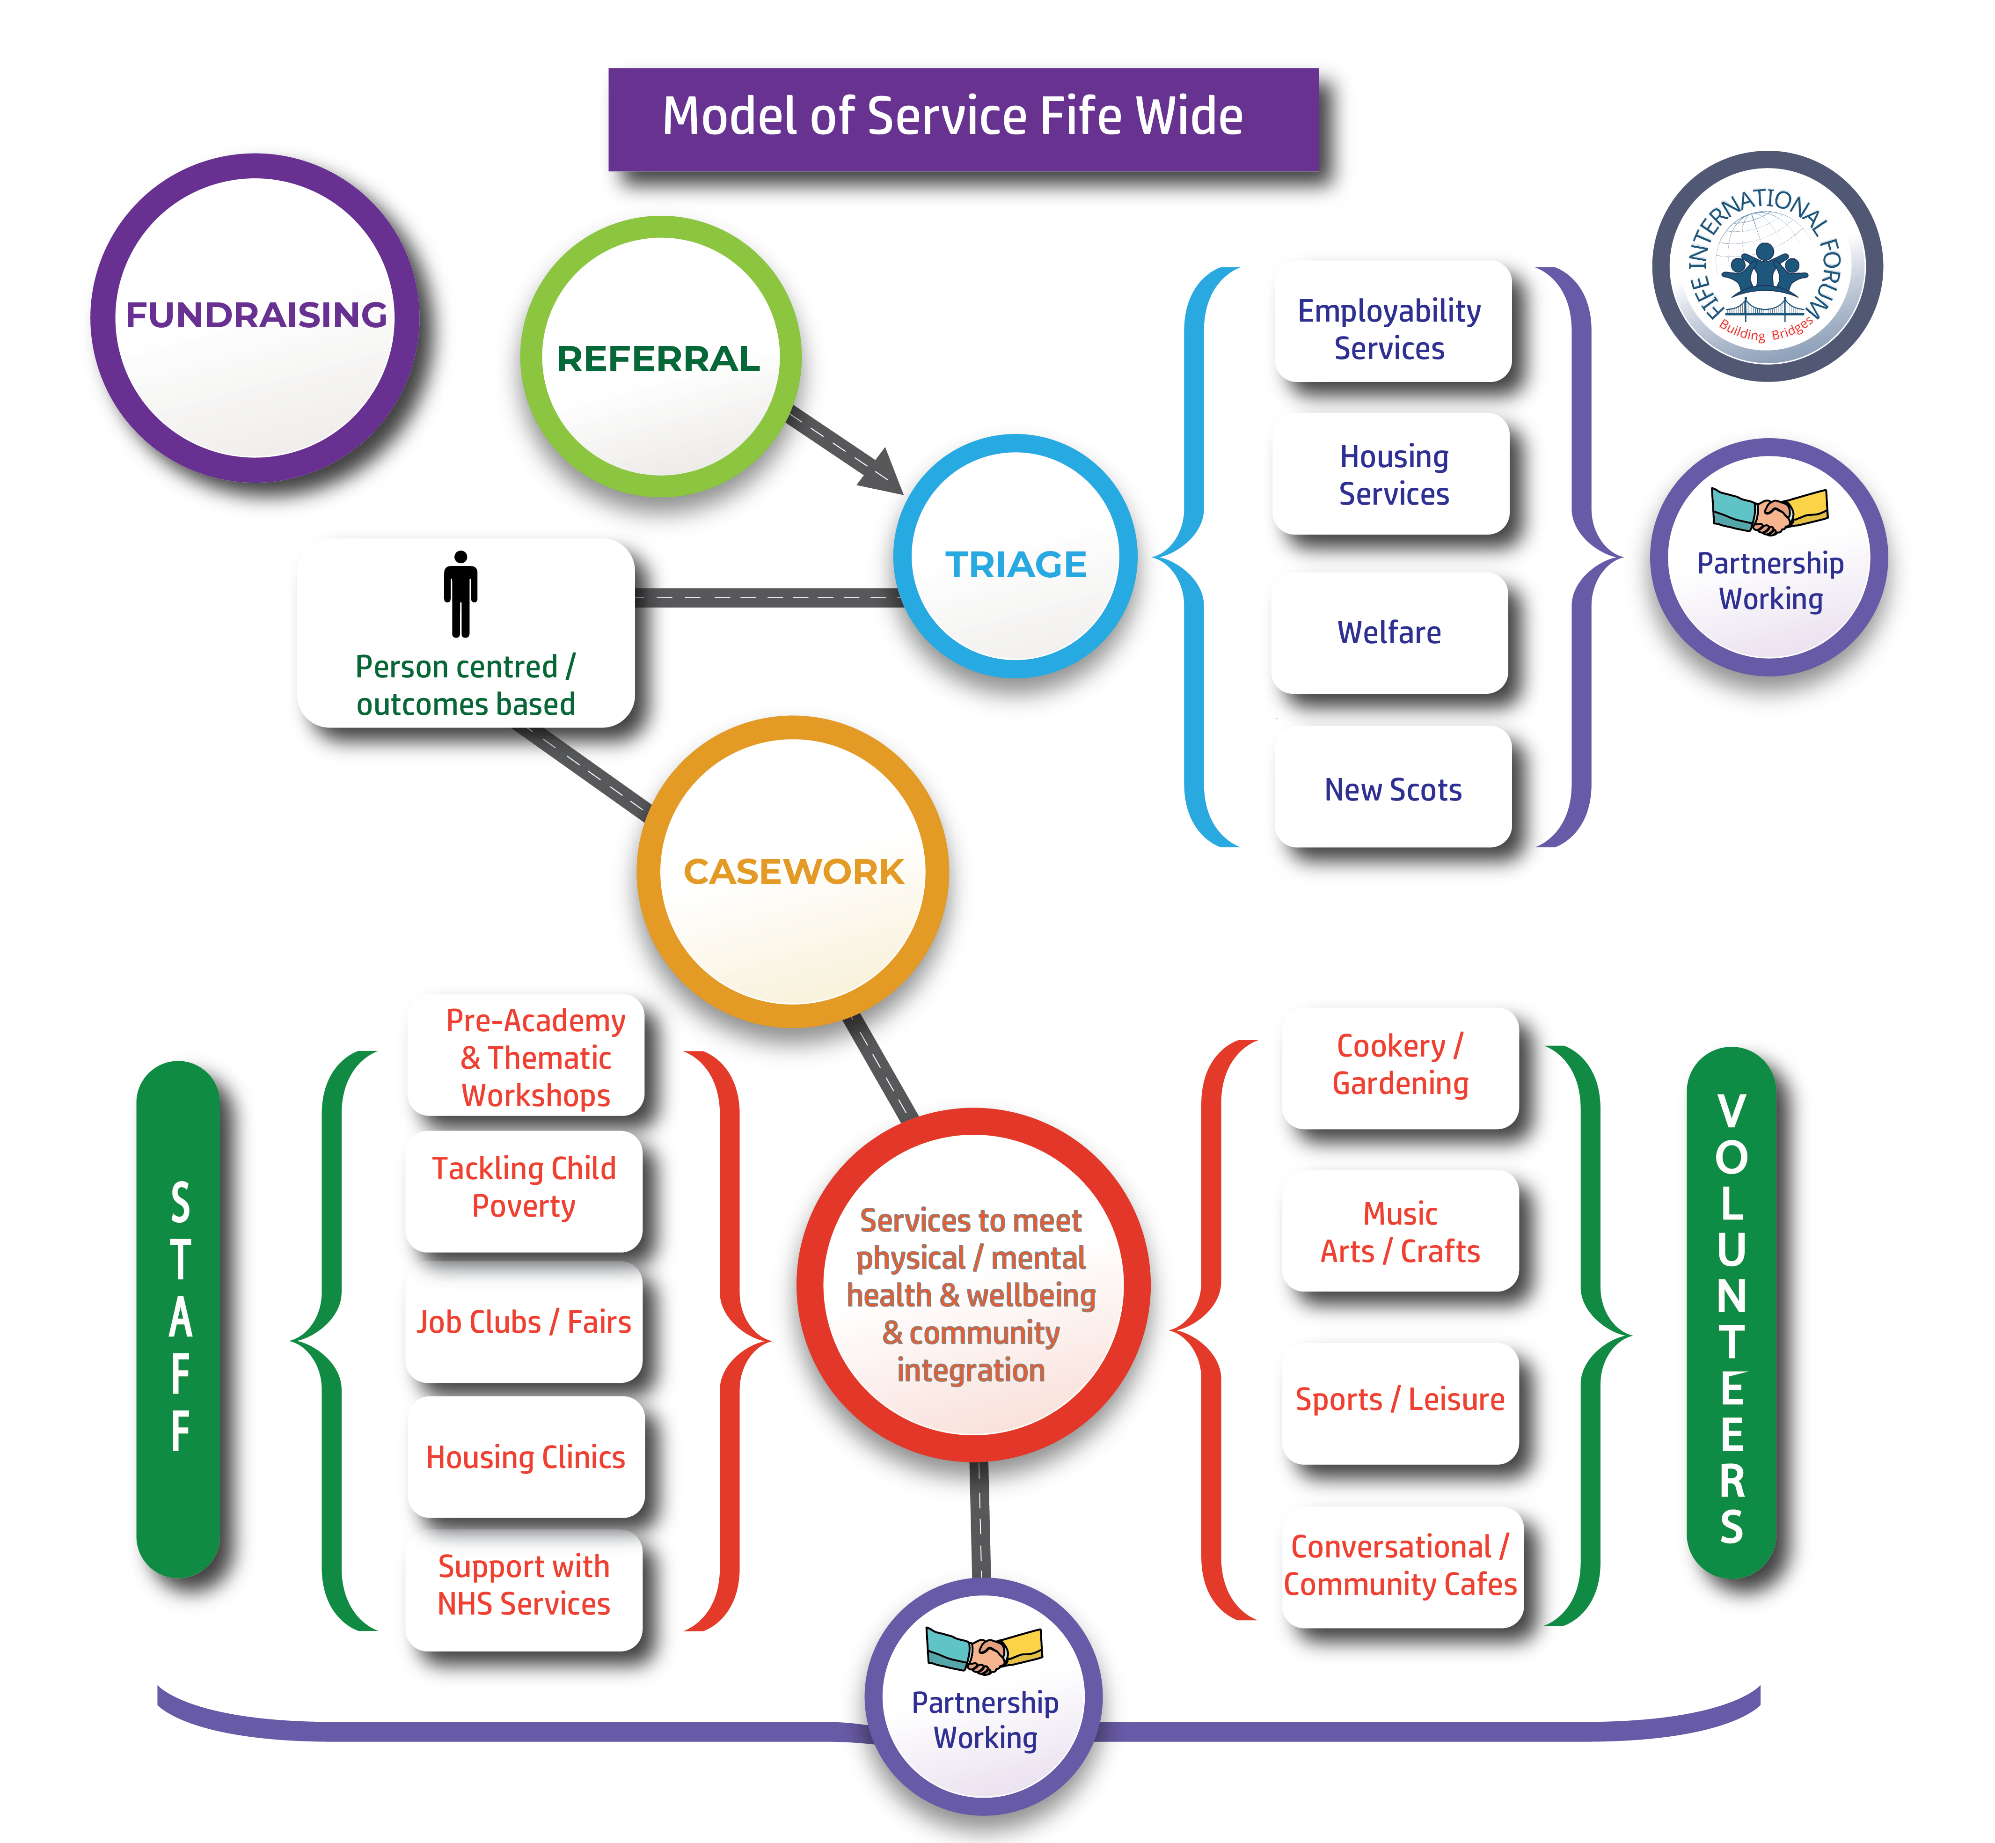 Model of Service Fife Wide
FUNDRAISING
REFERRAL
FIFE INTERNATIONAL FORUM
Building Bridges
TRIAGE
Employability
Services
Housing
Services
Welfare
New Scots
Partnership
Working
Person centred /
outcomes based
CASEWORK
STAFF
Pre-Academy
& Thematic
Workshops
Tackling Child
Poverty
Job Clubs / Fairs
Housing Clinics
Support with
NHS Services
Services to meet
physical / mental
health & wellbeing
& community
integration
Cookery /
Gardening
Music
Arts / Crafts
Sports / Leisure
Conversational /
Community Cafes
VOLUNTEERS
Partnership
Working